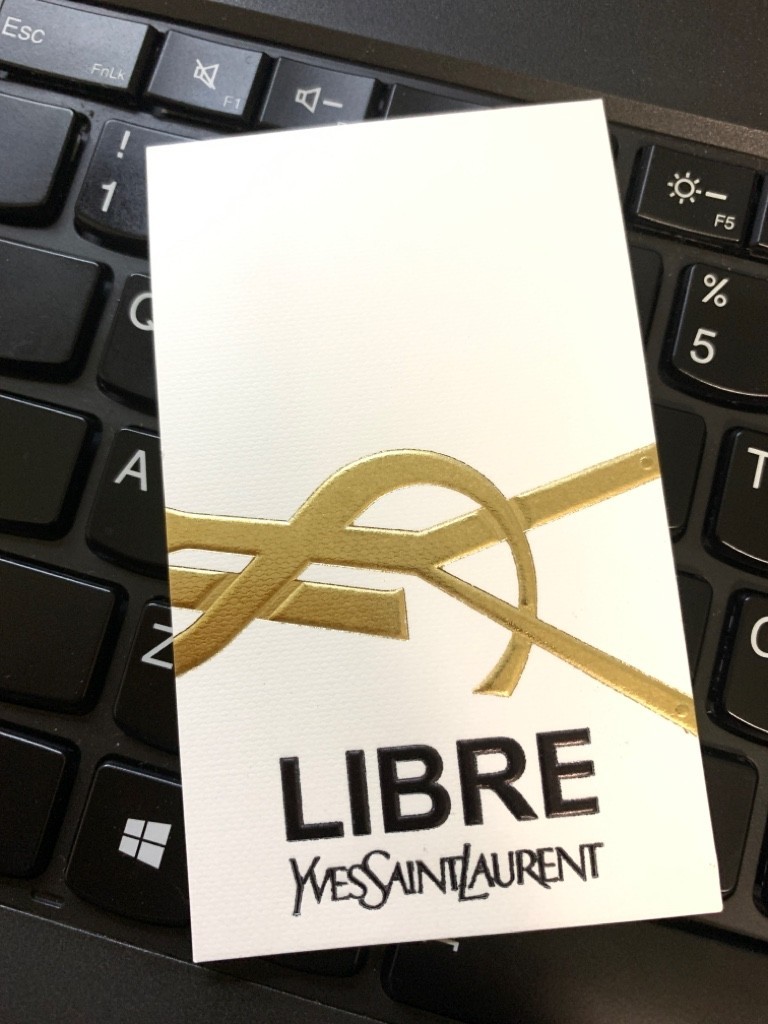 Esc
FnLk
F1
!
1
F5
%
5
Q
A
T
Z
LIBRE
YVESSAINTLAURENT